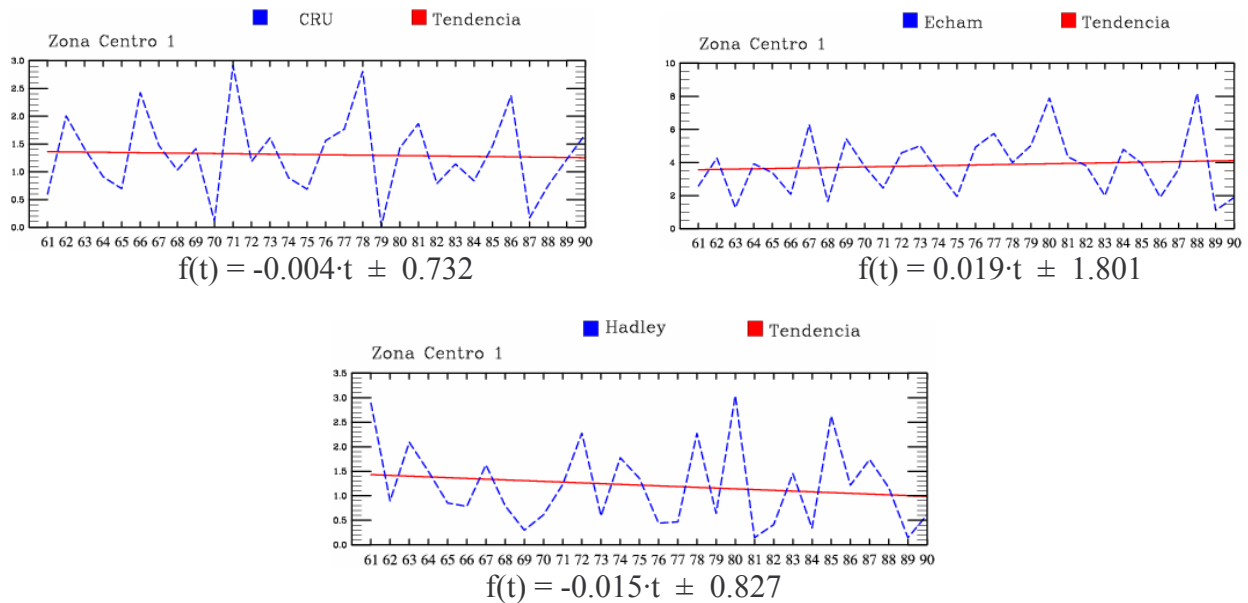 CRU Tendencia
Zona Centro 1
3.0
2.5
2.0
1.5
1.0
0.5
0.0
61 62 63 64 65 66 67 68 69 70 71 72 73 74 75 76 77 78 79 80 81 82 83 84 85 86 87 88 89 90
f(t) = -0.004·t ± 0.732
Echam Tendencia
Zona Centro 1
10
8
6
4
2
0
61 62 63 64 65 66 67 68 69 70 71 72 73 74 75 76 77 78 79 80 81 82 83 84 85 86 87 88 89 90
f(t) = 0.019·t ± 1.801
Hadley Tendencia
Zona Centro 1
3.5
3.0
2.5
2.0
1.5
1.0
0.5
0.0
61 62 63 64 65 66 67 68 69 70 71 72 73 74 75 76 77 78 79 80 81 82 83 84 85 86 87 88 89 90
f(t) = -0.015·t ± 0.827